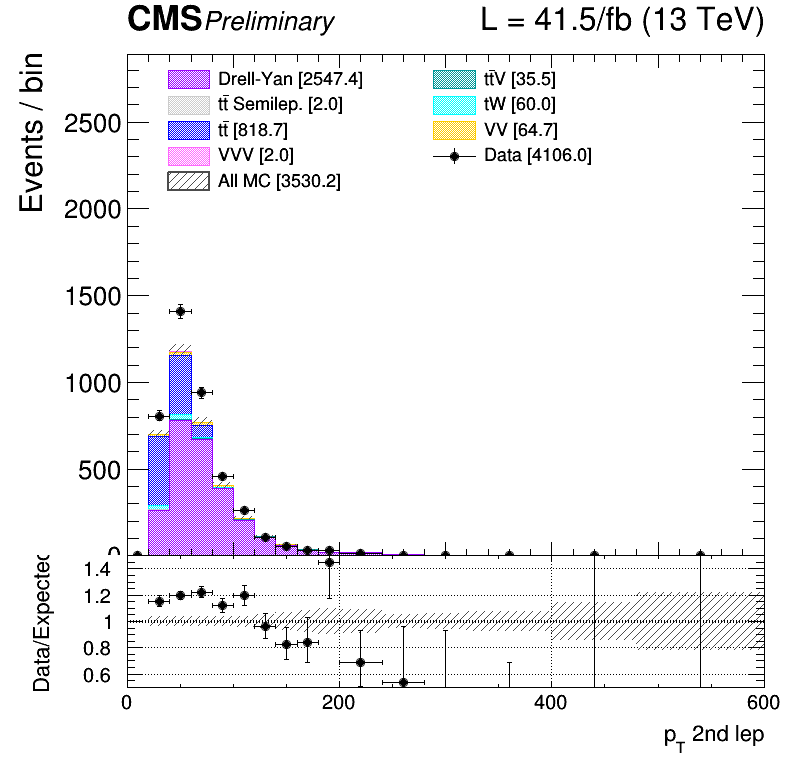 CMS Preliminary L = 41.5/fb (13 TeV)
Events / bin
Drell-Yan [2547.4]
tt̄ Semilep. [2.0]
tt̄ [818.7]
VVV [2.0]
All MC [3530.2]
tt̄V [35.5]
tW [60.0]
VV [64.7]
Data [4106.0]
2500
2000
1500
1000
500
0
Data/Expected
1.4
1.2
1
0.8
0.6
0 200 400 600
pT 2nd lep